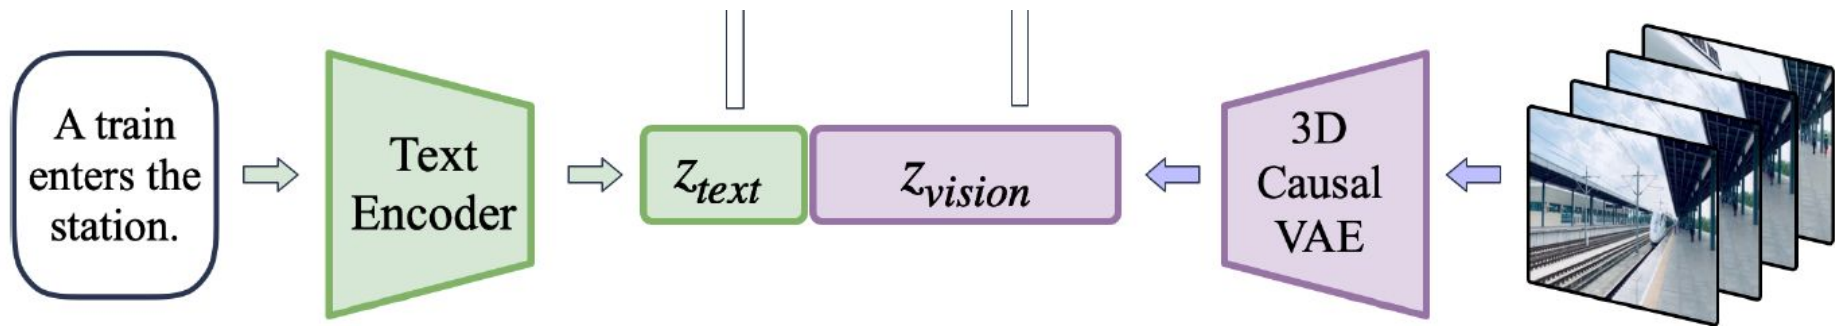 A train
enters the
station.
Text
Encoder
z_text
z_vision
3D
Causal
VAE